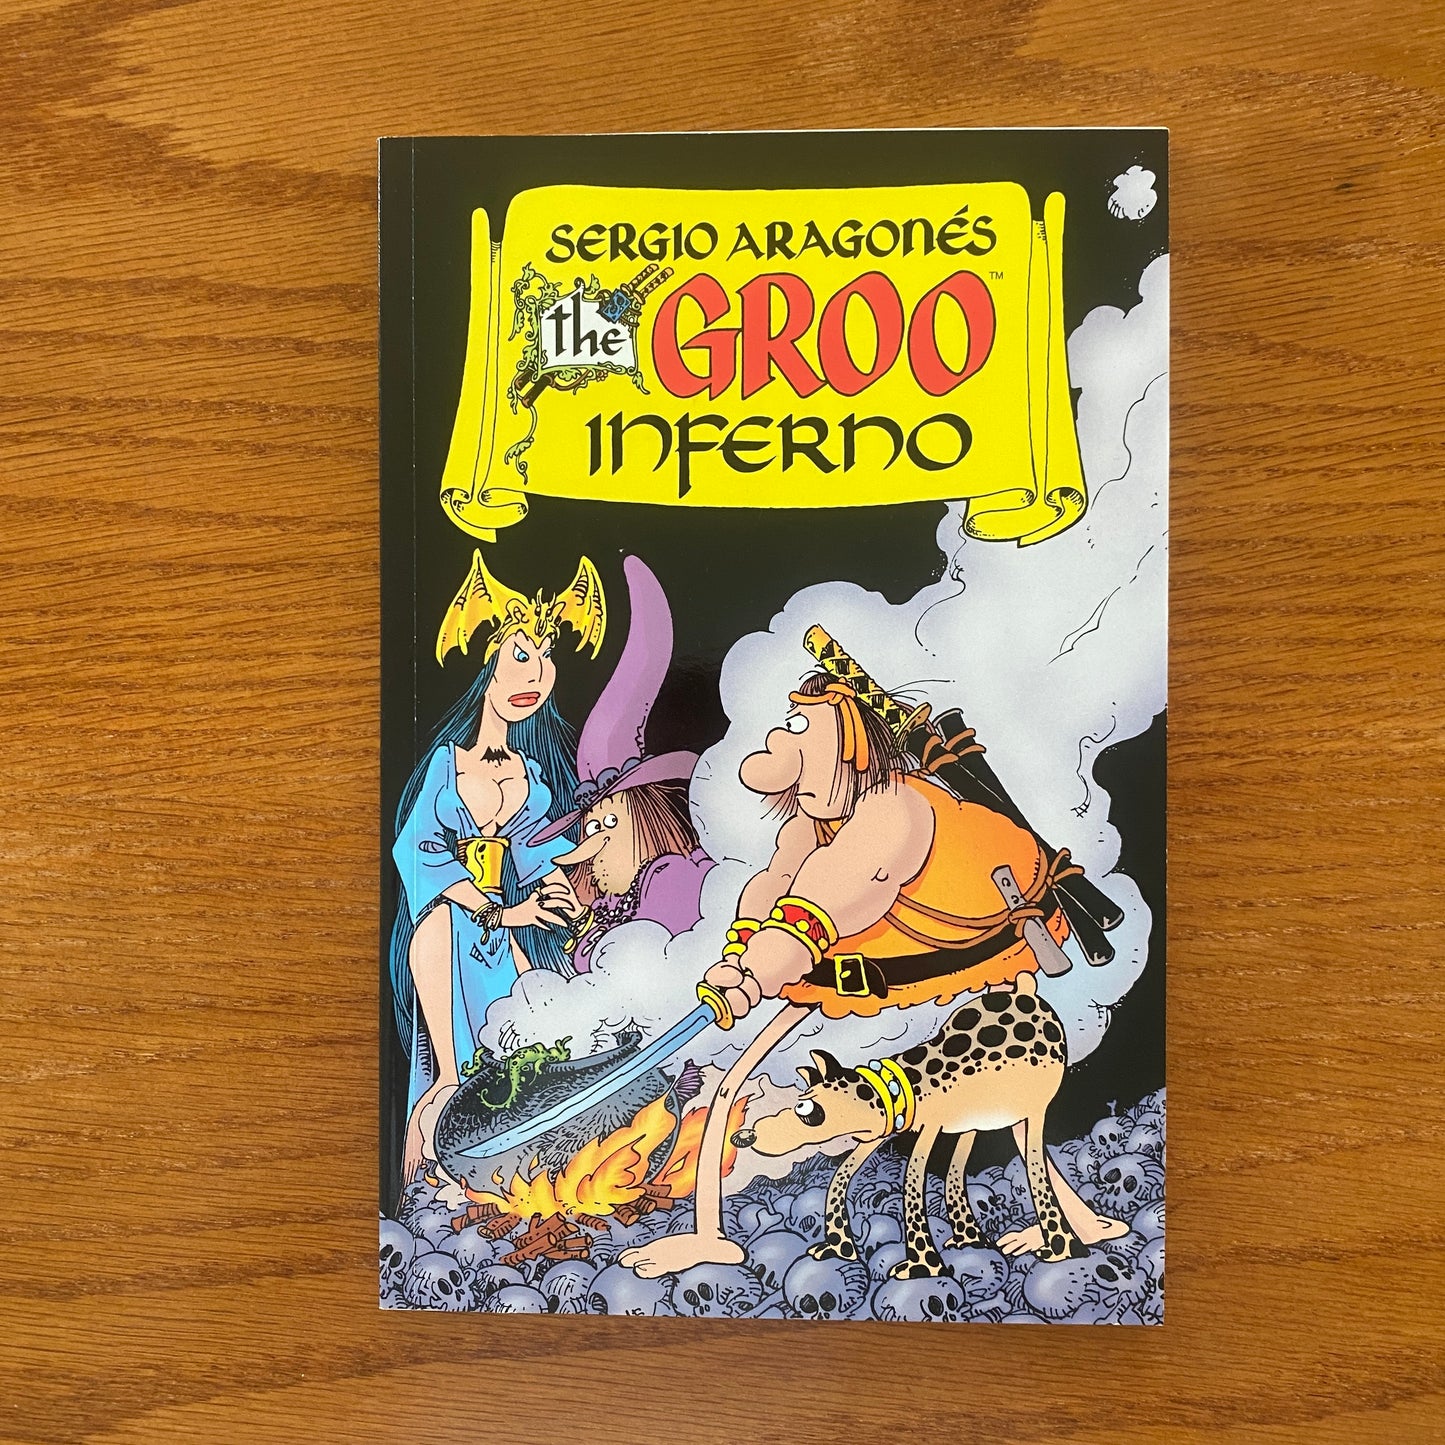 SERGIO ARAGONÉS
the GROO™
INFERNO